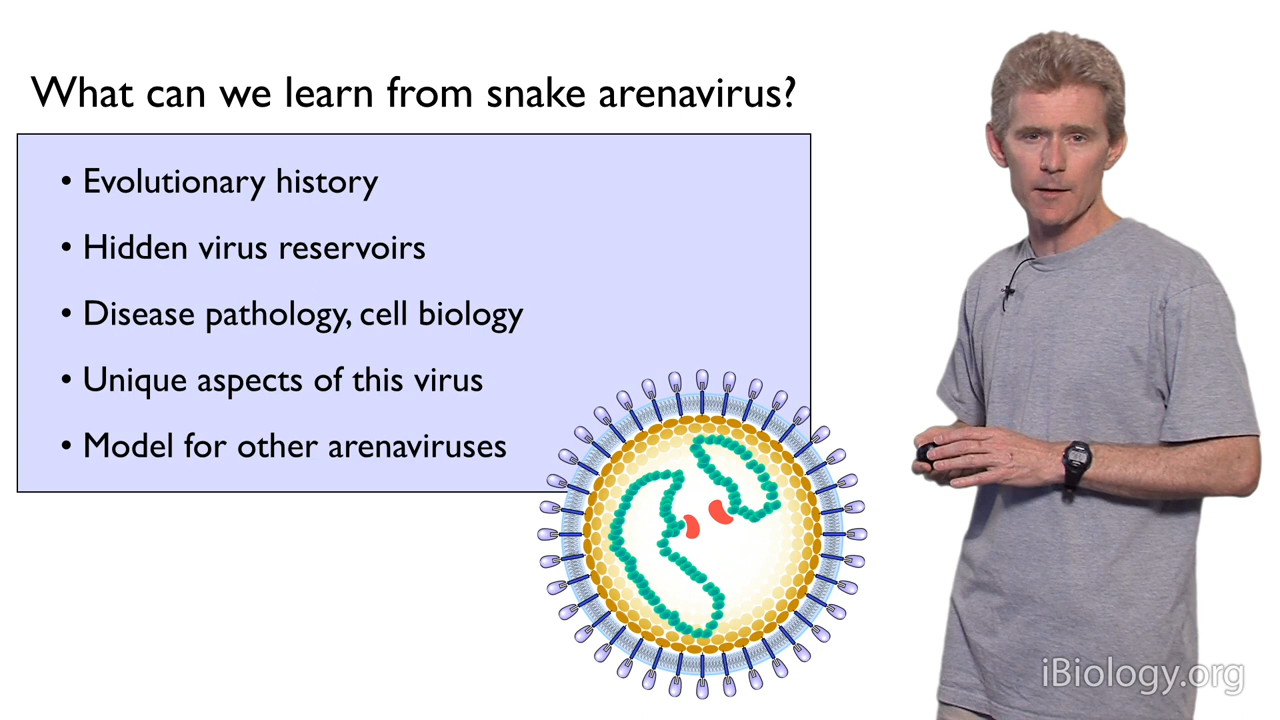 What can we learn from snake arenavirus?
• Evolutionary history
• Hidden virus reservoirs
• Disease pathology, cell biology
• Unique aspects of this virus
• Model for other arenaviruses
iBiology.org